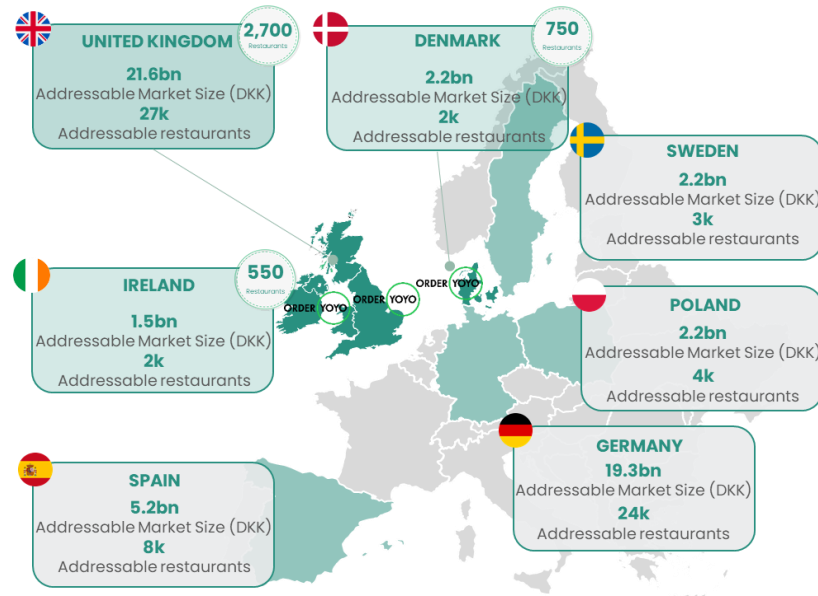 UNITED KINGDOM
2,700
Restaurants
21.6bn
Addressable Market Size (DKK)
27k
Addressable restaurants
DENMARK
750
Restaurants
2.2bn
Addressable Market Size (DKK)
2k
Addressable restaurants
SWEDEN
2.2bn
Addressable Market Size (DKK)
3k
Addressable restaurants
IRELAND
550
Restaurants
1.5bn
Addressable Market Size (DKK)
2k
Addressable restaurants
ORDER YOYO
ORDER YOYO
ORDER YOYO
POLAND
2.2bn
Addressable Market Size (DKK)
4k
Addressable restaurants
GERMANY
19.3bn
Addressable Market Size (DKK)
24k
Addressable restaurants
SPAIN
5.2bn
Addressable Market Size (DKK)
8k
Addressable restaurants